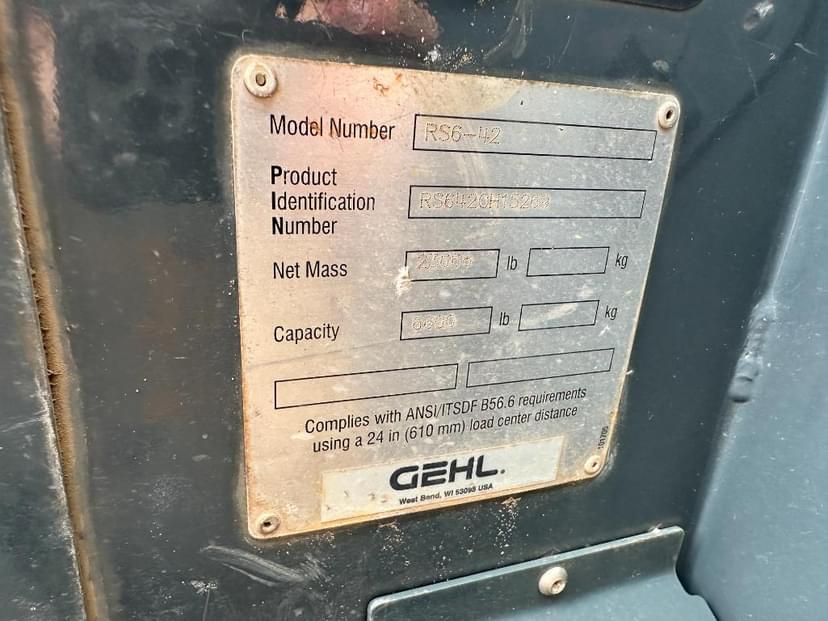 Model Number RS6-42
Product
Identification
Number
Net Mass lb kg
Capacity lb kg
Complies with ANSI/ITSDF B56.6 requirements
using a 24 in (610 mm) load center distance
GEHL.
West Bend, WI 53095 USA